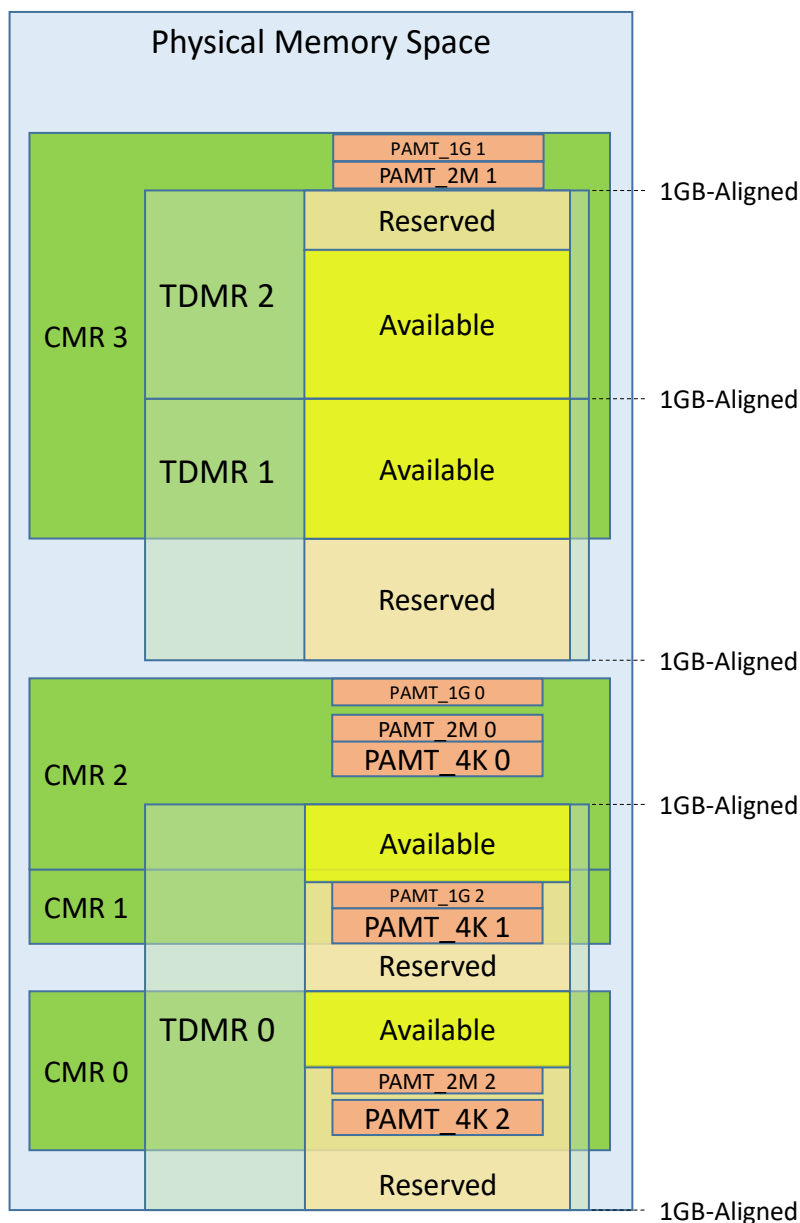 Physical Memory Space
PAMT_1G 1
PAMT_2M 1
1GB-Aligned
Reserved
TDMR 2
Available
CMR 3
1GB-Aligned
TDMR 1
Available
Reserved
1GB-Aligned
PAMT_1G 0
PAMT_2M 0
PAMT_4K 0
CMR 2
1GB-Aligned
Available
PAMT_1G 2
CMR 1
PAMT_4K 1
Reserved
TDMR 0
Available
CMR 0
PAMT_2M 2
PAMT_4K 2
Reserved
1GB-Aligned